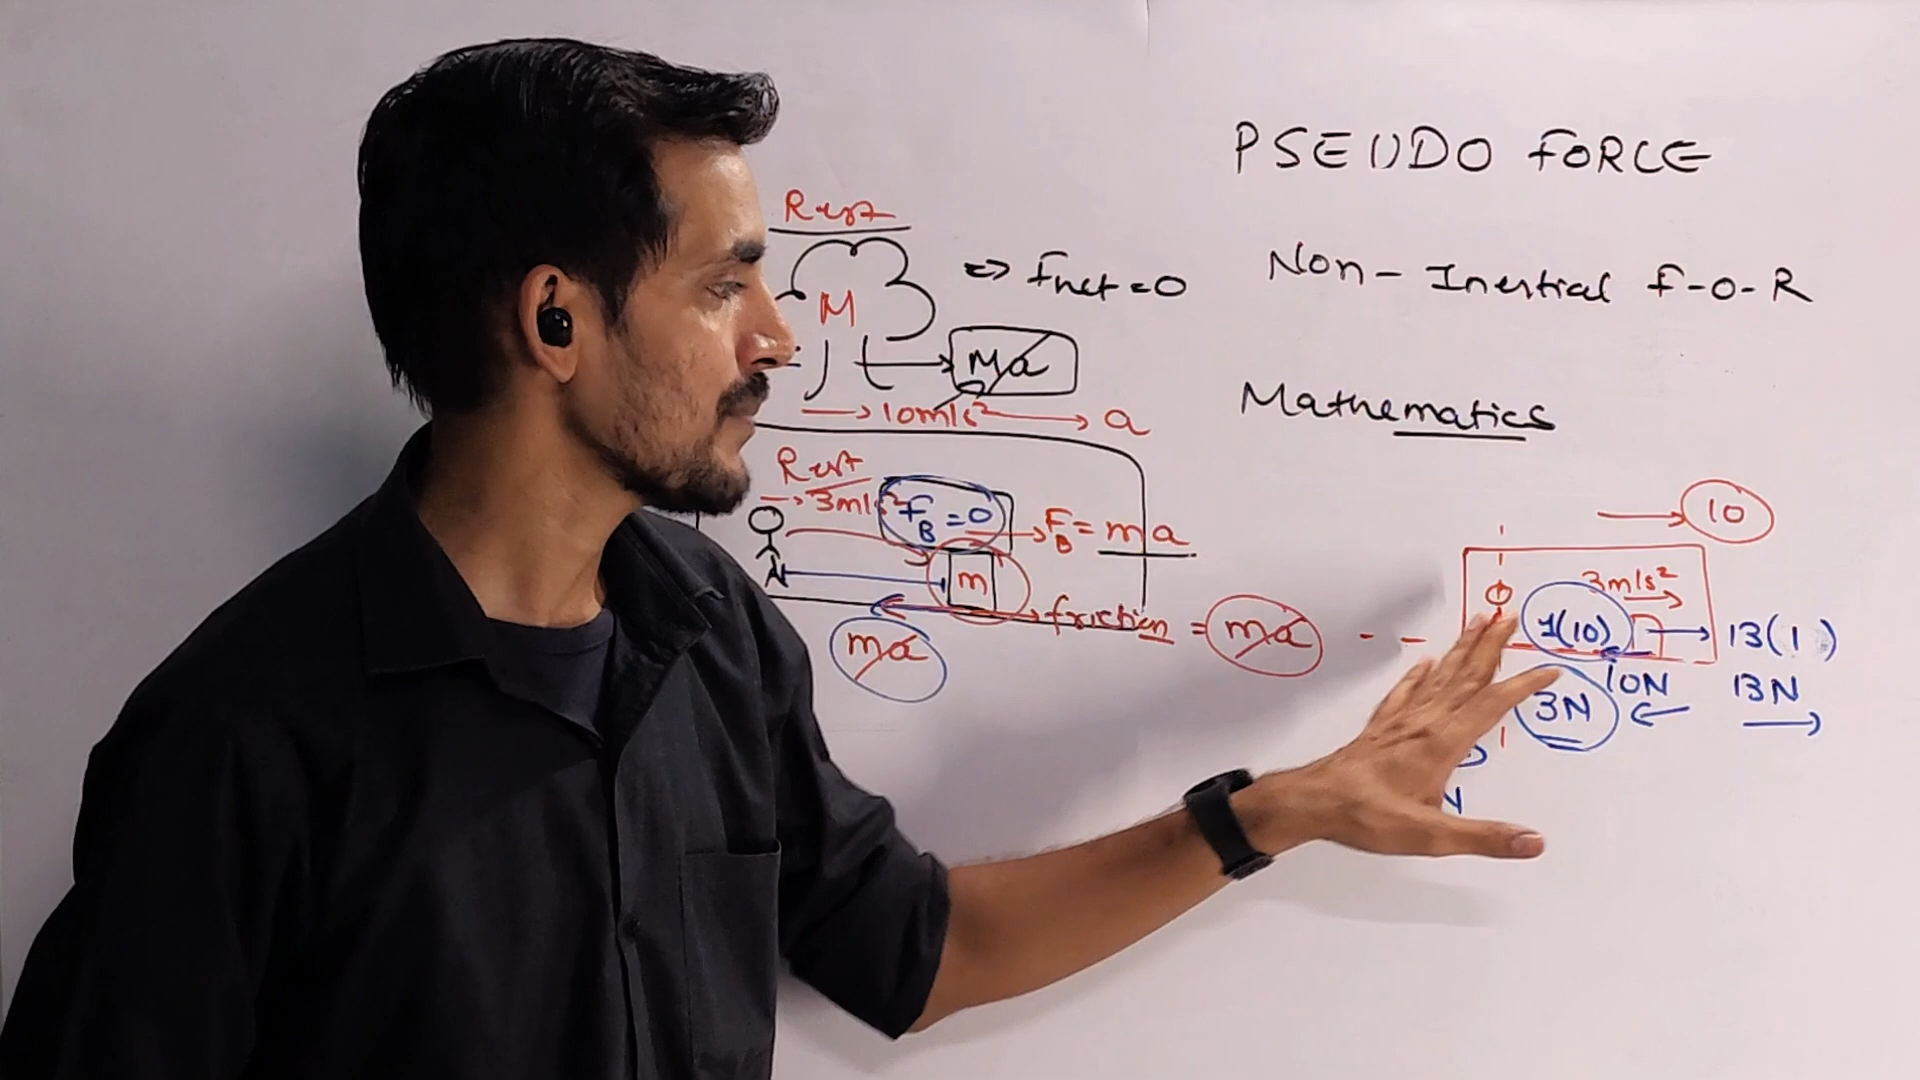 PSEUDO FORCE
Rest
M
=> Fnet = 0
Non-Inertial F-O-R
Ma
→ 10m/s² → a
Mathematics
Rest
→ 3m/s²
F_B = 0
F_B = ma
m
friction = ma
ma
→ 10
3m/s²
1(10)
→ 13(1)
10N
13N
3N